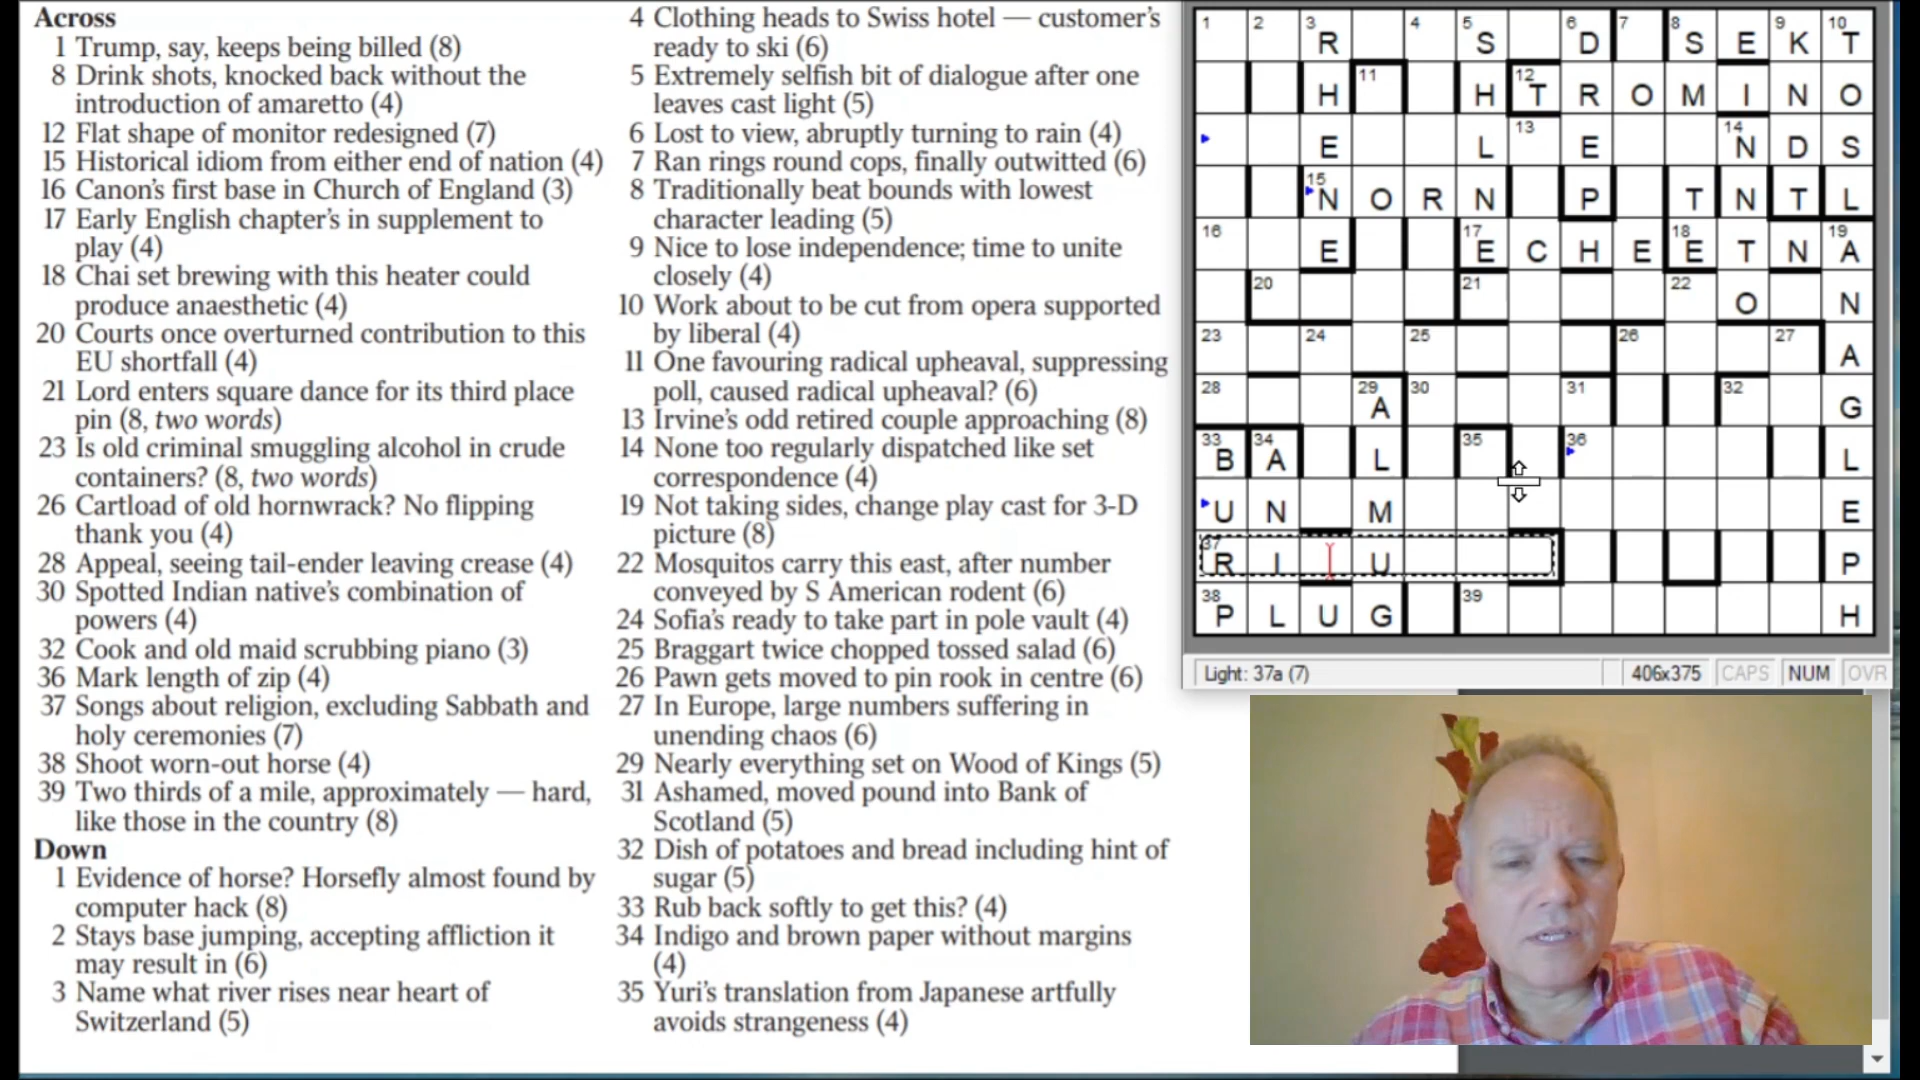 Across
1 Trump, say, keeps being billed (8)
8 Drink shots, knocked back without the
introduction of amaretto (4)
12 Flat shape of monitor redesigned (7)
15 Historical idiom from either end of nation (4)
16 Canon's first base in Church of England (3)
17 Early English chapter's in supplement to
play (4)
18 Chai set brewing with this heater could
produce anaesthetic (4)
20 Courts once overturned contribution to this
EU shortfall (4)
21 Lord enters square dance for its third place
pin (8, two words)
23 Is old criminal smuggling alcohol in crude
containers? (8, two words)
26 Cartload of old hornwrack? No flipping
thank you (4)
28 Appeal, seeing tail-ender leaving crease (4)
30 Spotted Indian native's combination of
powers (4)
32 Cook and old maid scrubbing piano (3)
36 Mark length of zip (4)
37 Songs about religion, excluding Sabbath and
holy ceremonies (7)
38 Shoot worn-out horse (4)
39 Two thirds of a mile, approximately — hard,
like those in the country (8)
Down
1 Evidence of horse? Horsefly almost found by
computer hack (8)
2 Stays base jumping, accepting affliction it
may result in (6)
3 Name what river rises near heart of
Switzerland (5)
4 Clothing heads to Swiss hotel — customer's
ready to ski (6)
5 Extremely selfish bit of dialogue after one
leaves cast light (5)
6 Lost to view, abruptly turning to rain (4)
7 Ran rings round cops, finally outwitted (6)
8 Traditionally beat bounds with lowest
character leading (5)
9 Nice to lose independence; time to unite
closely (4)
10 Work about to be cut from opera supported
by liberal (4)
11 One favouring radical upheaval, suppressing
poll, caused radical upheaval? (6)
13 Irvine's odd retired couple approaching (8)
14 None too regularly dispatched like set
correspondence (4)
19 Not taking sides, change play cast for 3-D
picture (8)
22 Mosquitos carry this east, after number
conveyed by S American rodent (6)
24 Sofia's ready to take part in pole vault (4)
25 Braggart twice chopped tossed salad (6)
26 Pawn gets moved to pin rook in centre (6)
27 In Europe, large numbers suffering in
unending chaos (6)
29 Nearly everything set on Wood of Kings (5)
31 Ashamed, moved pound into Bank of
Scotland (5)
32 Dish of potatoes and bread including hint of
sugar (5)
33 Rub back softly to get this? (4)
34 Indigo and brown paper without margins
(4)
35 Yuri's translation from Japanese artfully
avoids strangeness (4)
1 2 3 4 5 6 7 8 9 10
R S D S E K T
11 12
H H T R O M I N O
13 14
E L E N D S
15
N O R N P T N T L
16 17 18 19
E E C H E E T N A
20 21 22
O N
23 24 25 26 27
A
28 29 30 31 32
A G
33 34 35 36
B A L L
U N M E
37
R I U P
38 39
P L U G H
Light: 37a (7) 406x375 CAPS NUM OVR